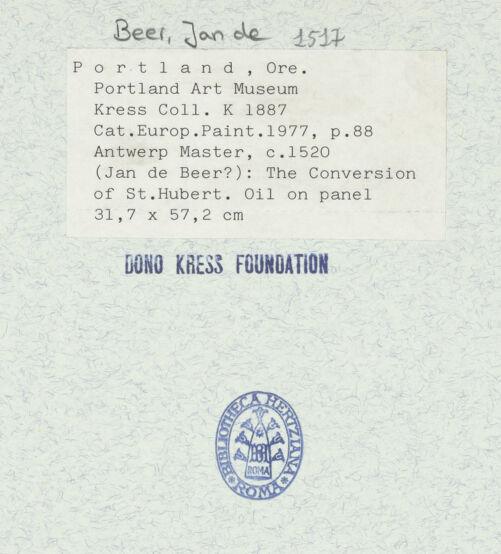 Beer, Jan de 1517
Portland, Ore.
Portland Art Museum
Kress Coll. K 1887
Cat.Europ.Paint.1977, p.88
Antwerp Master, c.1520
(Jan de Beer?): The Conversion
of St.Hubert. Oil on panel
31,7 x 57,2 cm
DONO KRESS FOUNDATION
BIBLIOTHECA HERTZIANA
ROMA
ROMA